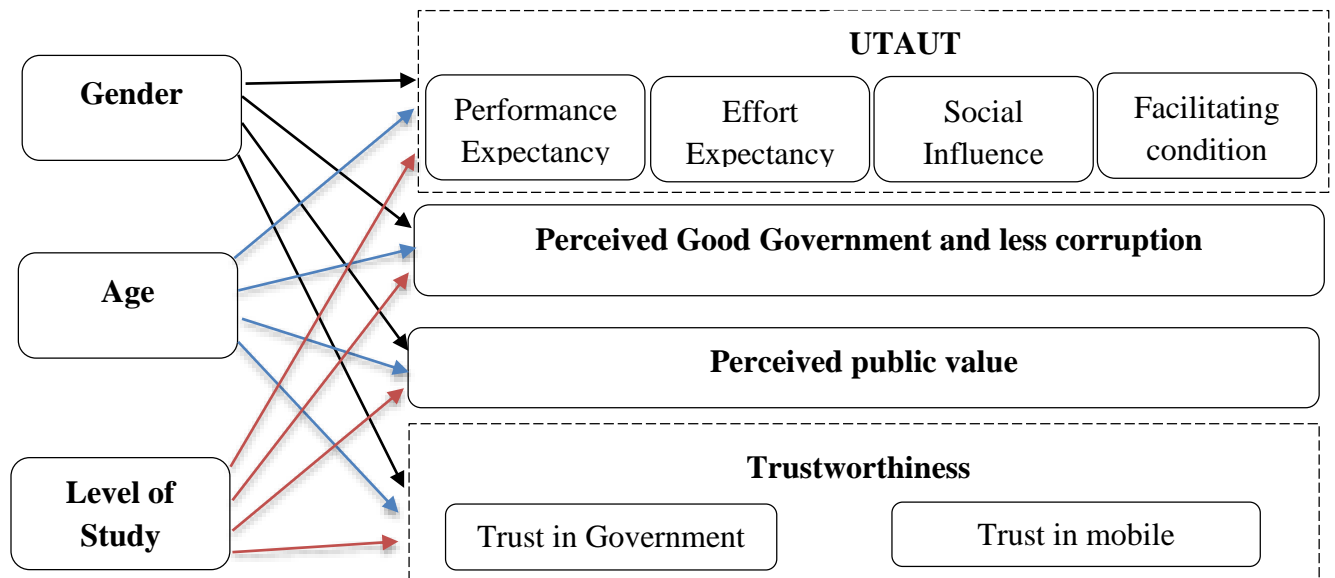 Gender
Age
Level of
Study
UTAUT
Performance
Expectancy
Effort
Expectancy
Social
Influence
Facilitating
condition
Perceived Good Government and less corruption
Perceived public value
Trustworthiness
Trust in Government
Trust in mobile